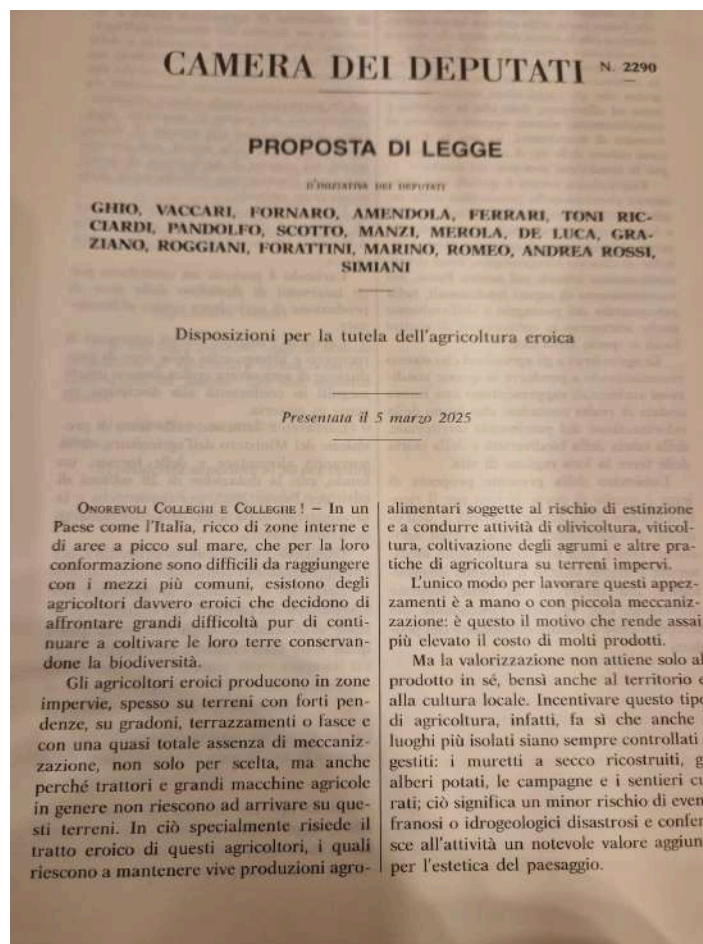 CAMERA DEI DEPUTATI N. 2290
PROPOSTA DI LEGGE
D'INIZIATIVA DEI DEPUTATI
GHIO, VACCARI, FORNARO, AMENDOLA, FERRARI, TONI RIC-
CIARDI, PANDOLFO, SCOTTO, MANZI, MEROLA, DE LUCA, GRA-
ZIANO, ROGGIANI, FORATTINI, MARINO, ROMEO, ANDREA ROSSI,
SIMIANI
Disposizioni per la tutela dell'agricoltura eroica
Presentata il 5 marzo 2025
ONOREVOLI COLLEGHI E COLLEGHE! – In un
Paese come l'Italia, ricco di zone interne e
di aree a picco sul mare, che per la loro
conformazione sono difficili da raggiungere
con i mezzi più comuni, esistono degli
agricoltori davvero eroici che decidono di
affrontare grandi difficoltà pur di conti-
nuare a coltivare le loro terre conservan-
done la biodiversità.
Gli agricoltori eroici producono in zone
impervie, spesso su terreni con forti pen-
denze, su gradoni, terrazzamenti o fasce e
con una quasi totale assenza di meccaniz-
zazione, non solo per scelta, ma anche
perché trattori e grandi macchine agricole
in genere non riescono ad arrivare su que-
sti terreni. In ciò specialmente risiede il
tratto eroico di questi agricoltori, i quali
riescono a mantenere vive produzioni agro-
alimentari soggette al rischio di estinzione
e a condurre attività di olivicoltura, viticol-
tura, coltivazione degli agrumi e altre pra-
tiche di agricoltura su terreni impervi.
L'unico modo per lavorare questi appez-
zamenti è a mano o con piccola meccaniz-
zazione: è questo il motivo che rende assai
più elevato il costo di molti prodotti.
Ma la valorizzazione non attiene solo al
prodotto in sé, bensì anche al territorio e
alla cultura locale. Incentivare questo tipo
di agricoltura, infatti, fa sì che anche
luoghi più isolati siano sempre controllati
gestiti: i muretti a secco ricostruiti, g
alberi potati, le campagne e i sentieri cu
rati; ciò significa un minor rischio di even
franosi o idrogeologici disastrosi e confer
sce all'attività un notevole valore aggiun
per l'estetica del paesaggio.